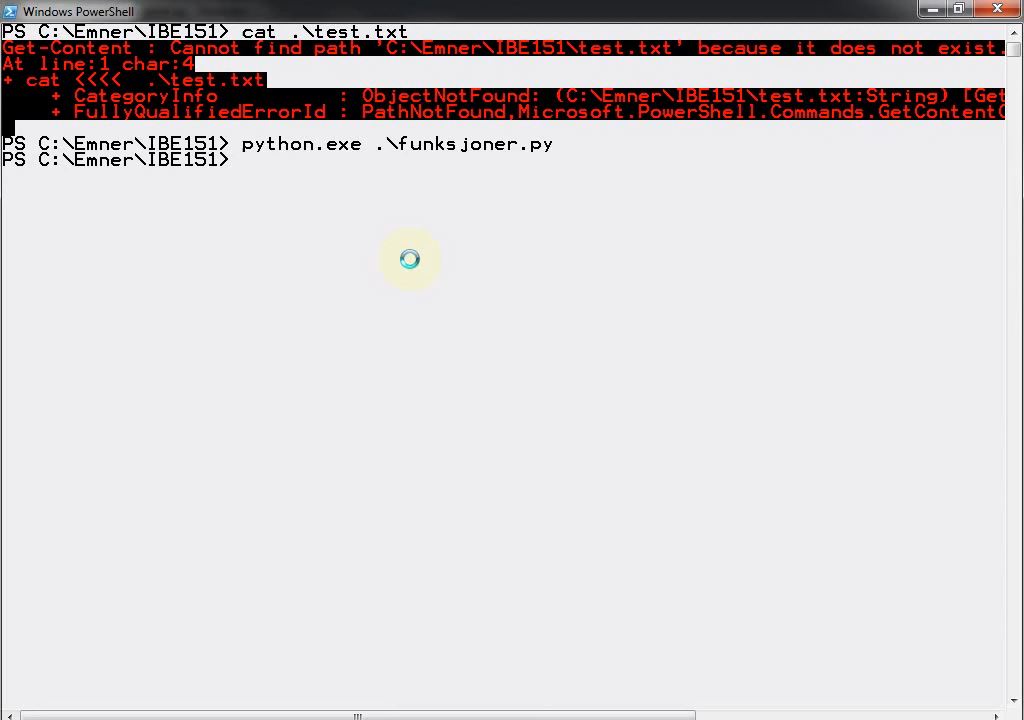 Windows PowerShell
PS C:\Emner\IBE151> cat .\test.txt
Get-Content : Cannot find path 'C:\Emner\IBE151\test.txt' because it does not exist.
At line:1 char:4
+ cat <<<<  .\test.txt
    + CategoryInfo          : ObjectNotFound: (C:\Emner\IBE151\test.txt:String) [Get
    + FullyQualifiedErrorId : PathNotFound,Microsoft.PowerShell.Commands.GetContentC
PS C:\Emner\IBE151> python.exe .\funksjoner.py
PS C:\Emner\IBE151>